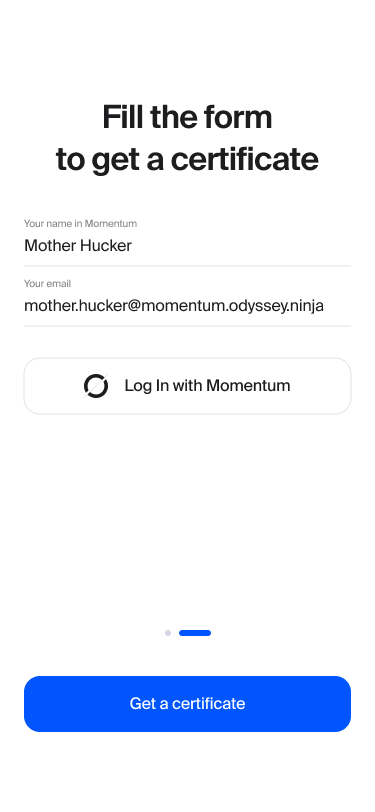 Fill the form
to get a certificate
Your name in Momentum
Mother Hucker
Your email
mother.hucker@momentum.odyssey.ninja
Log In with Momentum
Get a certificate